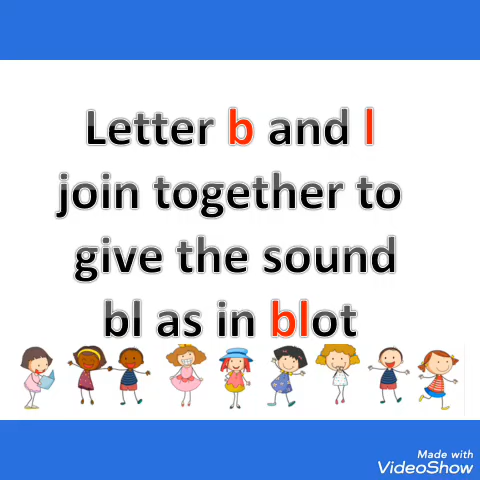 Letter b and l
join together to
give the sound
bl as in blot
Made with
VideoShow